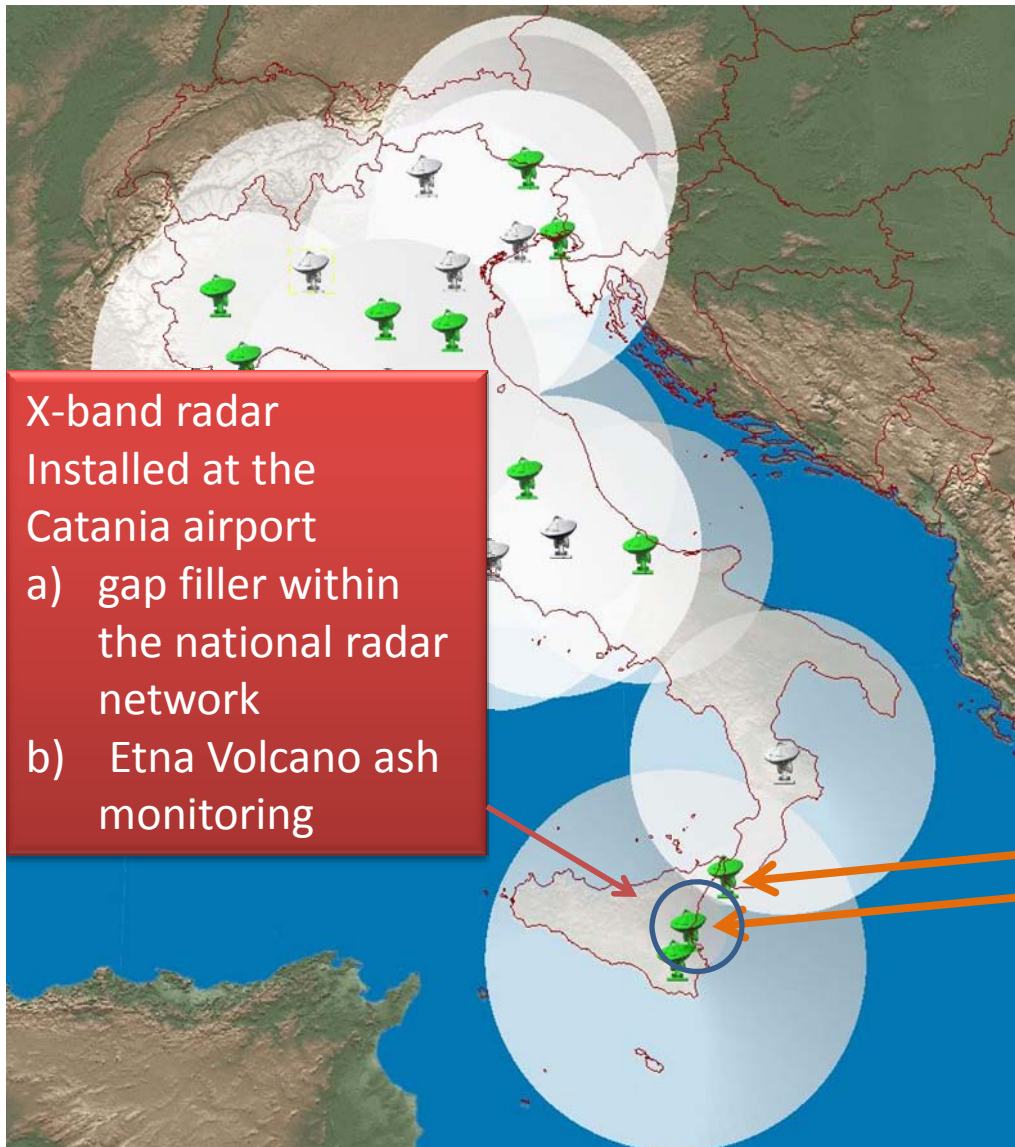 X-band radar
Installed at the
Catania airport
a) gap filler within
the national radar
network
b) Etna Volcano ash
monitoring